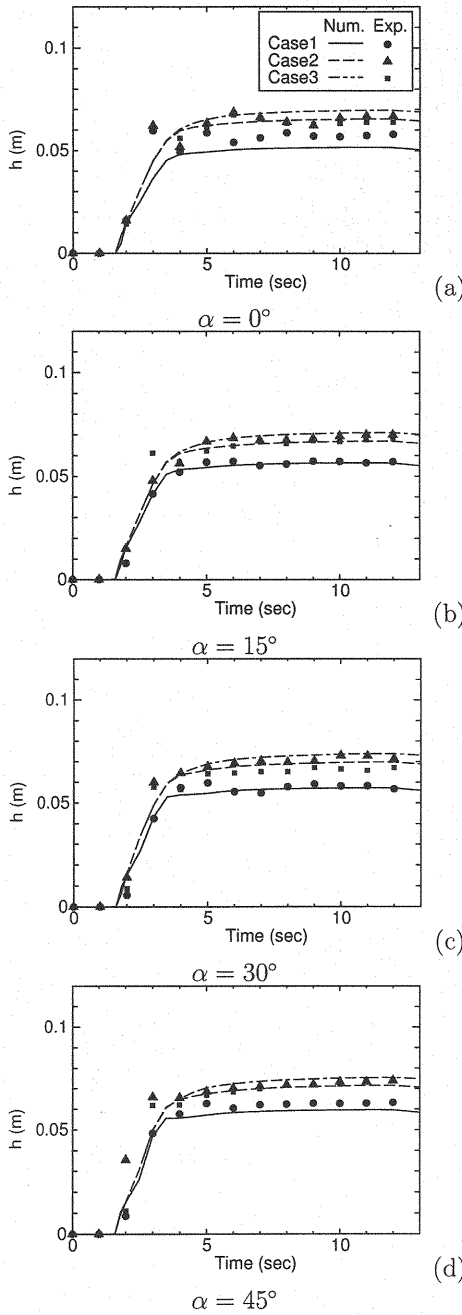 Num. Exp.
Case1
Case2
Case3
0.1
0.05
0
h (m)
0 5 10
Time (sec)
(a)
α = 0°
0.1
0.05
0
h (m)
0 5 10
Time (sec)
(b)
α = 15°
0.1
0.05
0
h (m)
0 5 10
Time (sec)
(c)
α = 30°
0.1
0.05
0
h (m)
0 5 10
Time (sec)
(d)
α = 45°